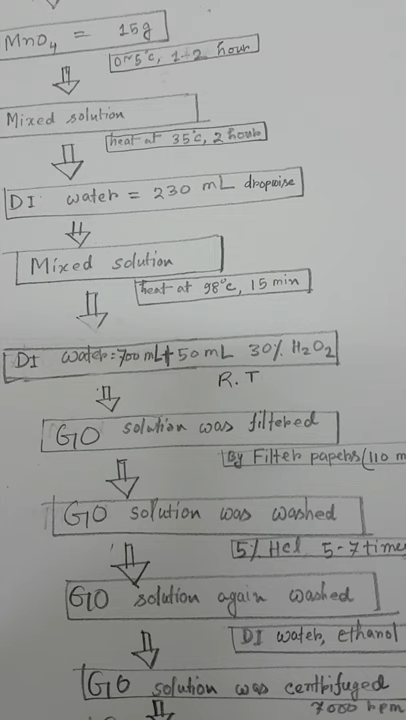 MnO4 = 15g
0~5°c, 1-2 hour
Mixed solution
heat at 35°c, 2 hour
DI water = 230 mL dropwise
Mixed solution
heat at 98°c, 15 min
DI water=700 mL+50 mL 30% H2O2
R.T
GO solution was filtered
By Filter papers (110 m
GO solution was washed
5% Hcl 5-7 times
GO solution again washed
DI water, ethanol
GO solution was centrifuged
7000 rpm